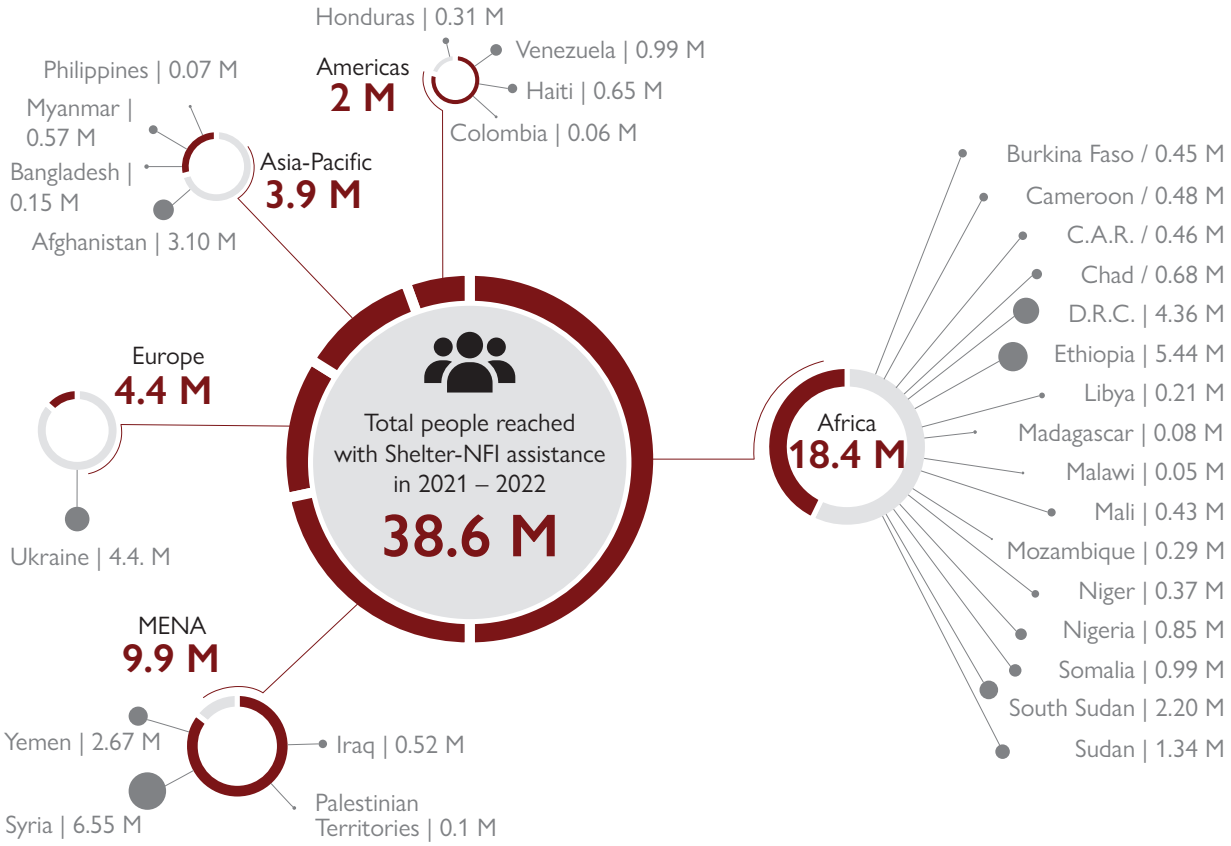 Honduras | 0.31 M
Venezuela | 0.99 M
Americas
2 M
Haiti | 0.65 M
Colombia | 0.06 M
Philippines | 0.07 M
Myanmar |
0.57 M
Bangladesh |
0.15 M
Afghanistan | 3.10 M
Asia-Pacific
3.9 M
Europe
4.4 M
Ukraine | 4.4. M
Total people reached
with Shelter-NFI assistance
in 2021 – 2022
38.6 M
MENA
9.9 M
Yemen | 2.67 M
Iraq | 0.52 M
Syria | 6.55 M
Palestinian
Territories | 0.1 M
Africa
18.4 M
Burkina Faso / 0.45 M
Cameroon / 0.48 M
C.A.R. / 0.46 M
Chad / 0.68 M
D.R.C. | 4.36 M
Ethiopia | 5.44 M
Libya | 0.21 M
Madagascar | 0.08 M
Malawi | 0.05 M
Mali | 0.43 M
Mozambique | 0.29 M
Niger | 0.37 M
Nigeria | 0.85 M
Somalia | 0.99 M
South Sudan | 2.20 M
Sudan | 1.34 M